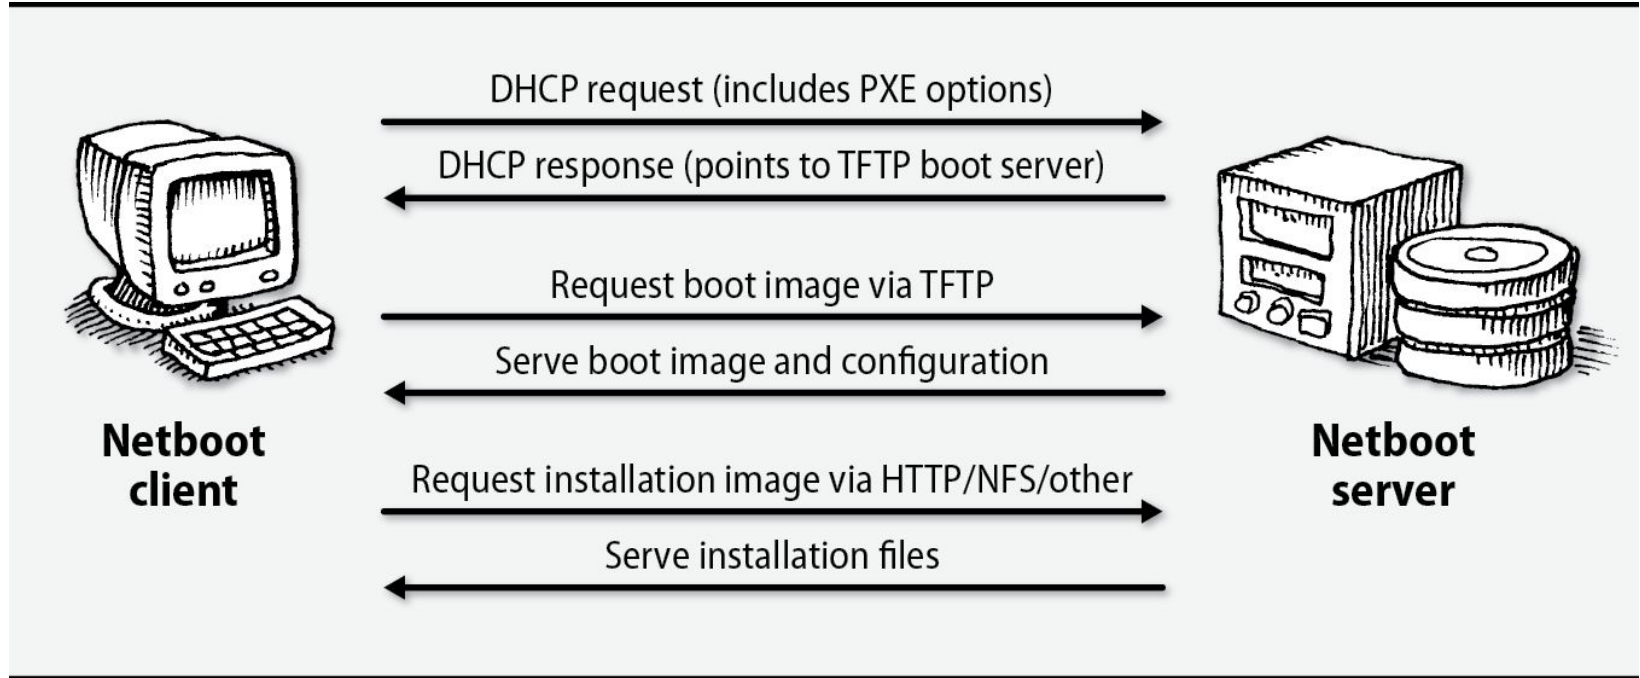 DHCP request (includes PXE options)
DHCP response (points to TFTP boot server)
Request boot image via TFTP
Serve boot image and configuration
Netboot
client
Netboot
server
Request installation image via HTTP/NFS/other
Serve installation files